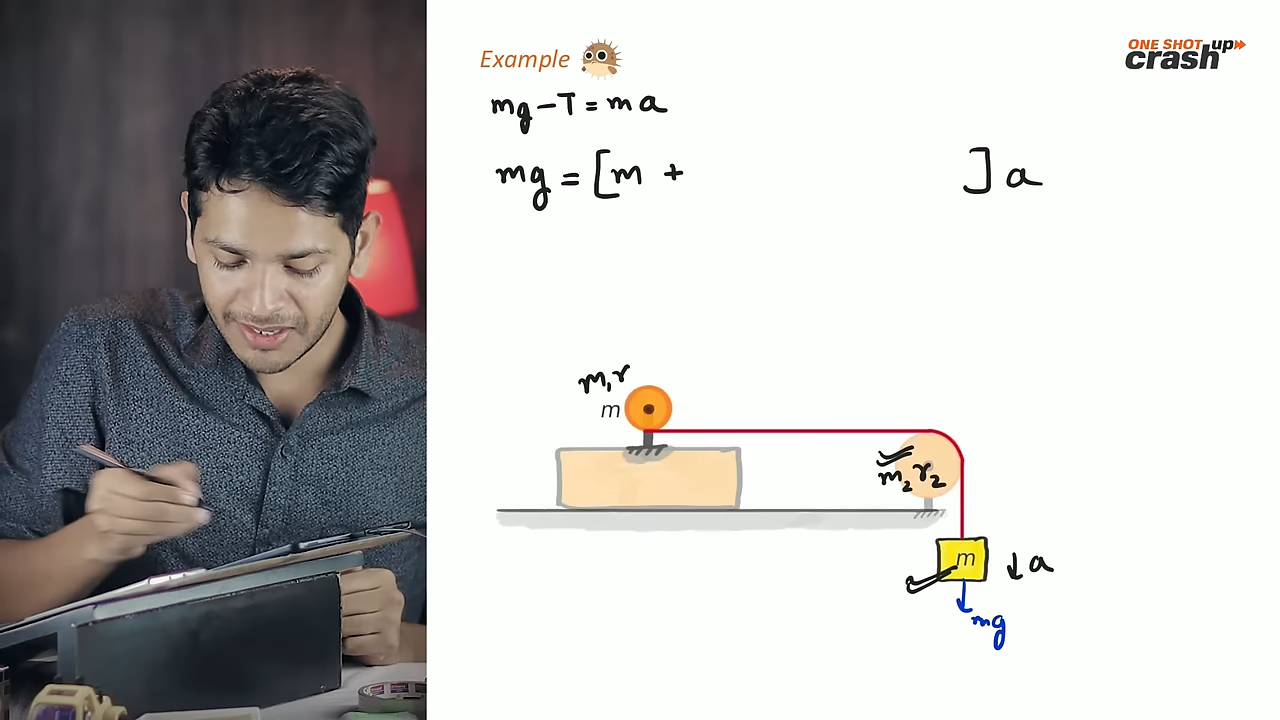 Example
ONE SHOT up
crash
mg - T = ma
mg = [m + ] a
m, r
m
m₂ r₂
m
↓ a
mg